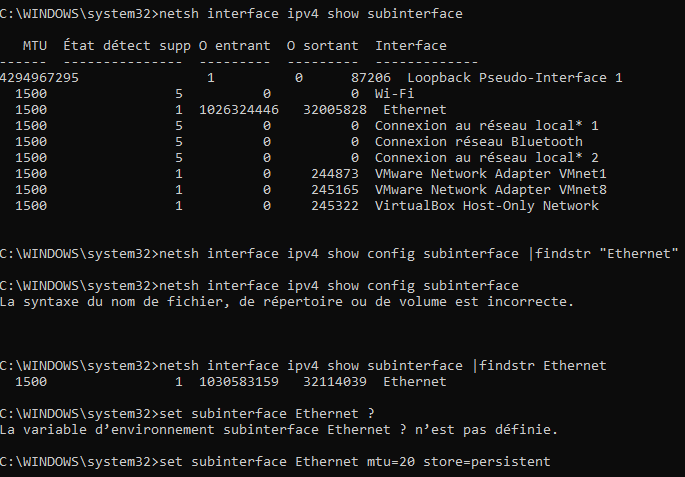 C:\WINDOWS\system32>netsh interface ipv4 show subinterface
MTU État détect supp O entrant O sortant Interface
------ --------------- --------- --------- -------------
4294967295 1 0 87206 Loopback Pseudo-Interface 1
1500 5 0 0 Wi-Fi
1500 1 1026324446 32005828 Ethernet
1500 5 0 0 Connexion au réseau local* 1
1500 5 0 0 Connexion réseau Bluetooth
1500 5 0 0 Connexion au réseau local* 2
1500 1 0 244873 VMware Network Adapter VMnet1
1500 1 0 245165 VMware Network Adapter VMnet8
1500 1 0 245322 VirtualBox Host-Only Network
C:\WINDOWS\system32>netsh interface ipv4 show config subinterface |findstr "Ethernet"
C:\WINDOWS\system32>netsh interface ipv4 show config subinterface
La syntaxe du nom de fichier, de répertoire ou de volume est incorrecte.
C:\WINDOWS\system32>netsh interface ipv4 show subinterface |findstr Ethernet
1500 1 1030583159 32114039 Ethernet
C:\WINDOWS\system32>set subinterface Ethernet ?
La variable d’environnement subinterface Ethernet ? n’est pas définie.
C:\WINDOWS\system32>set subinterface Ethernet mtu=20 store=persistent